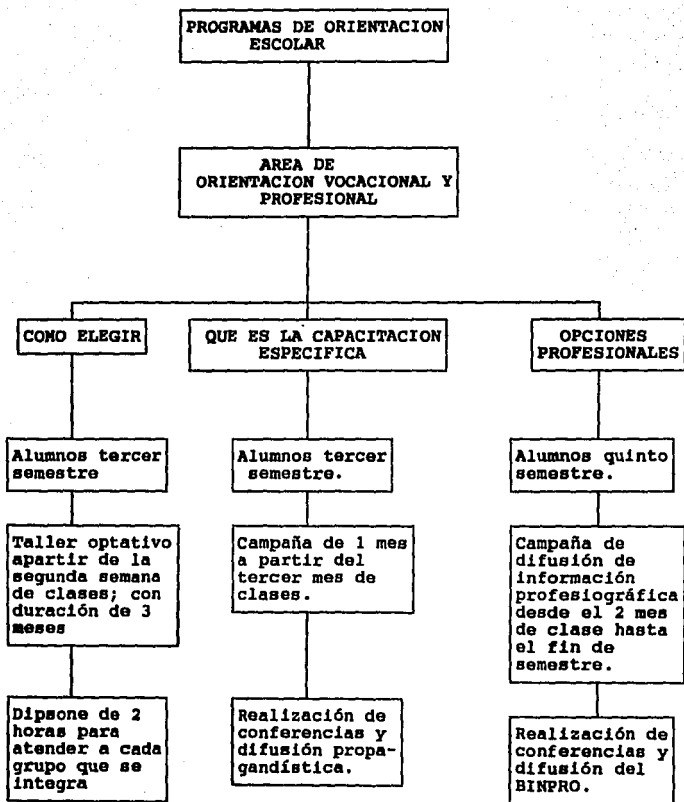 PROGRAMAS DE ORIENTACION
ESCOLAR
AREA DE
ORIENTACION VOCACIONAL Y
PROFESIONAL
COMO ELEGIR
QUE ES LA CAPACITACION
ESPECIFICA
OPCIONES
PROFESIONALES
Alumnos tercer
semestre
Alumnos tercer
semestre.
Alumnos quinto
semestre.
Taller optativo
apartir de la
segunda semana
de clases; con
duración de 3
meses
Campaña de 1 mes
a partir del
tercer mes de
clases.
Campaña de
difusión de
información
profesiográfica
desde el 2 mes
de clase hasta
el fin de
semestre.
Dipsone de 2
horas para
atender a cada
grupo que se
integra
Realización de
conferencias y
difusión propa-
gandística.
Realización de
conferencias y
difusión del
BINPRO.